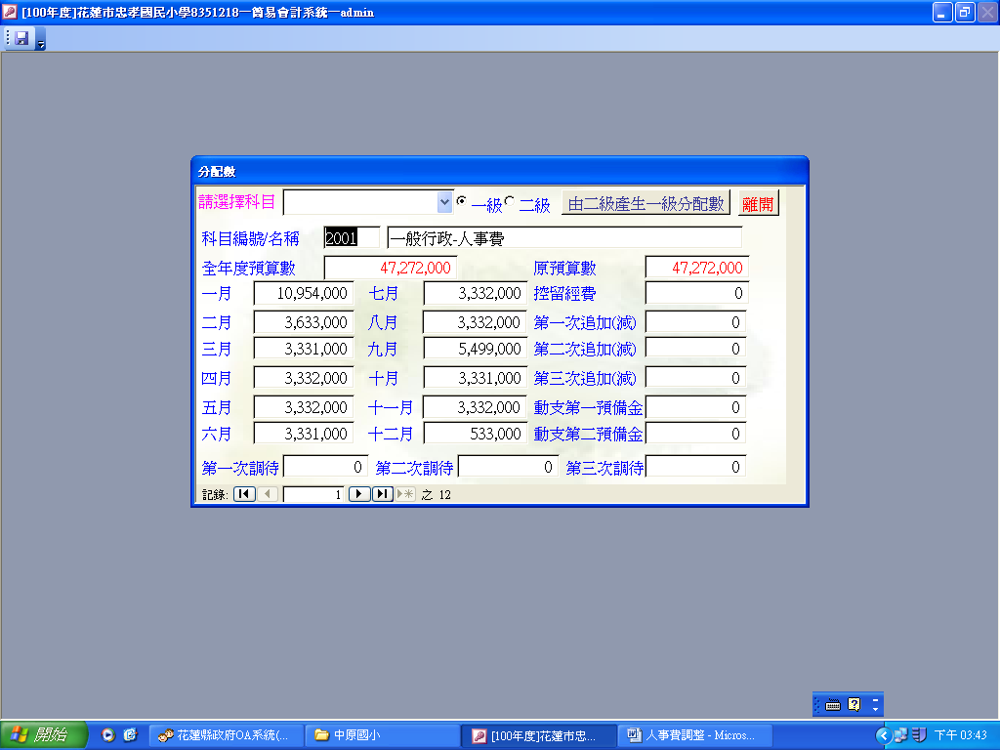 [100年度]花蓮市忠孝國民小學8351218—簡易會計系統—admin
分配數
請選擇科目 一級 二級 由二級產生一級分配數 離開
科目編號/名稱 2001 一般行政-人事費
全年度預算數 47,272,000 原預算數 47,272,000
一月 10,954,000 七月 3,332,000 控留經費 0
二月 3,633,000 八月 3,332,000 第一次追加(減) 0
三月 3,331,000 九月 5,499,000 第二次追加(減) 0
四月 3,332,000 十月 3,331,000 第三次追加(減) 0
五月 3,332,000 十一月 3,332,000 動支第一預備金 0
六月 3,331,000 十二月 533,000 動支第二預備金 0
第一次調待 0 第二次調待 0 第三次調待 0
記錄: 1 之 12
開始 花蓮縣政府OA系統(... 中原國小 [100年度]花蓮市忠... 人事費調整 - Micros... 下午 03:43